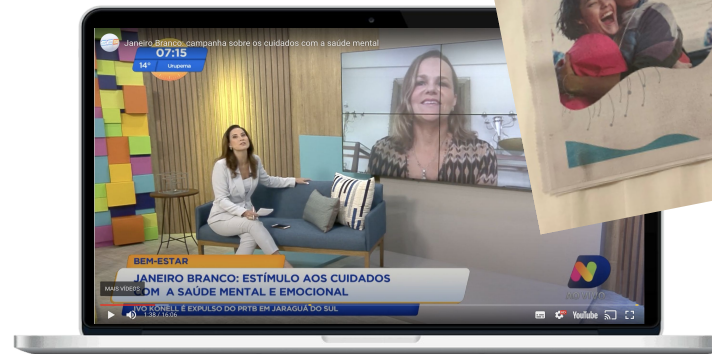 Janeiro Branco: campanha sobre os cuidados com a saúde mental
07:15
14° Urupema
BEM-ESTAR
JANEIRO BRANCO: ESTÍMULO AOS CUIDADOS
COM A SAÚDE MENTAL E EMOCIONAL
MAIS VÍDEOS
IVO KONELL É EXPULSO DO PRTB EM JARAGUÁ DO SUL
1:38 / 16:06
YouTube